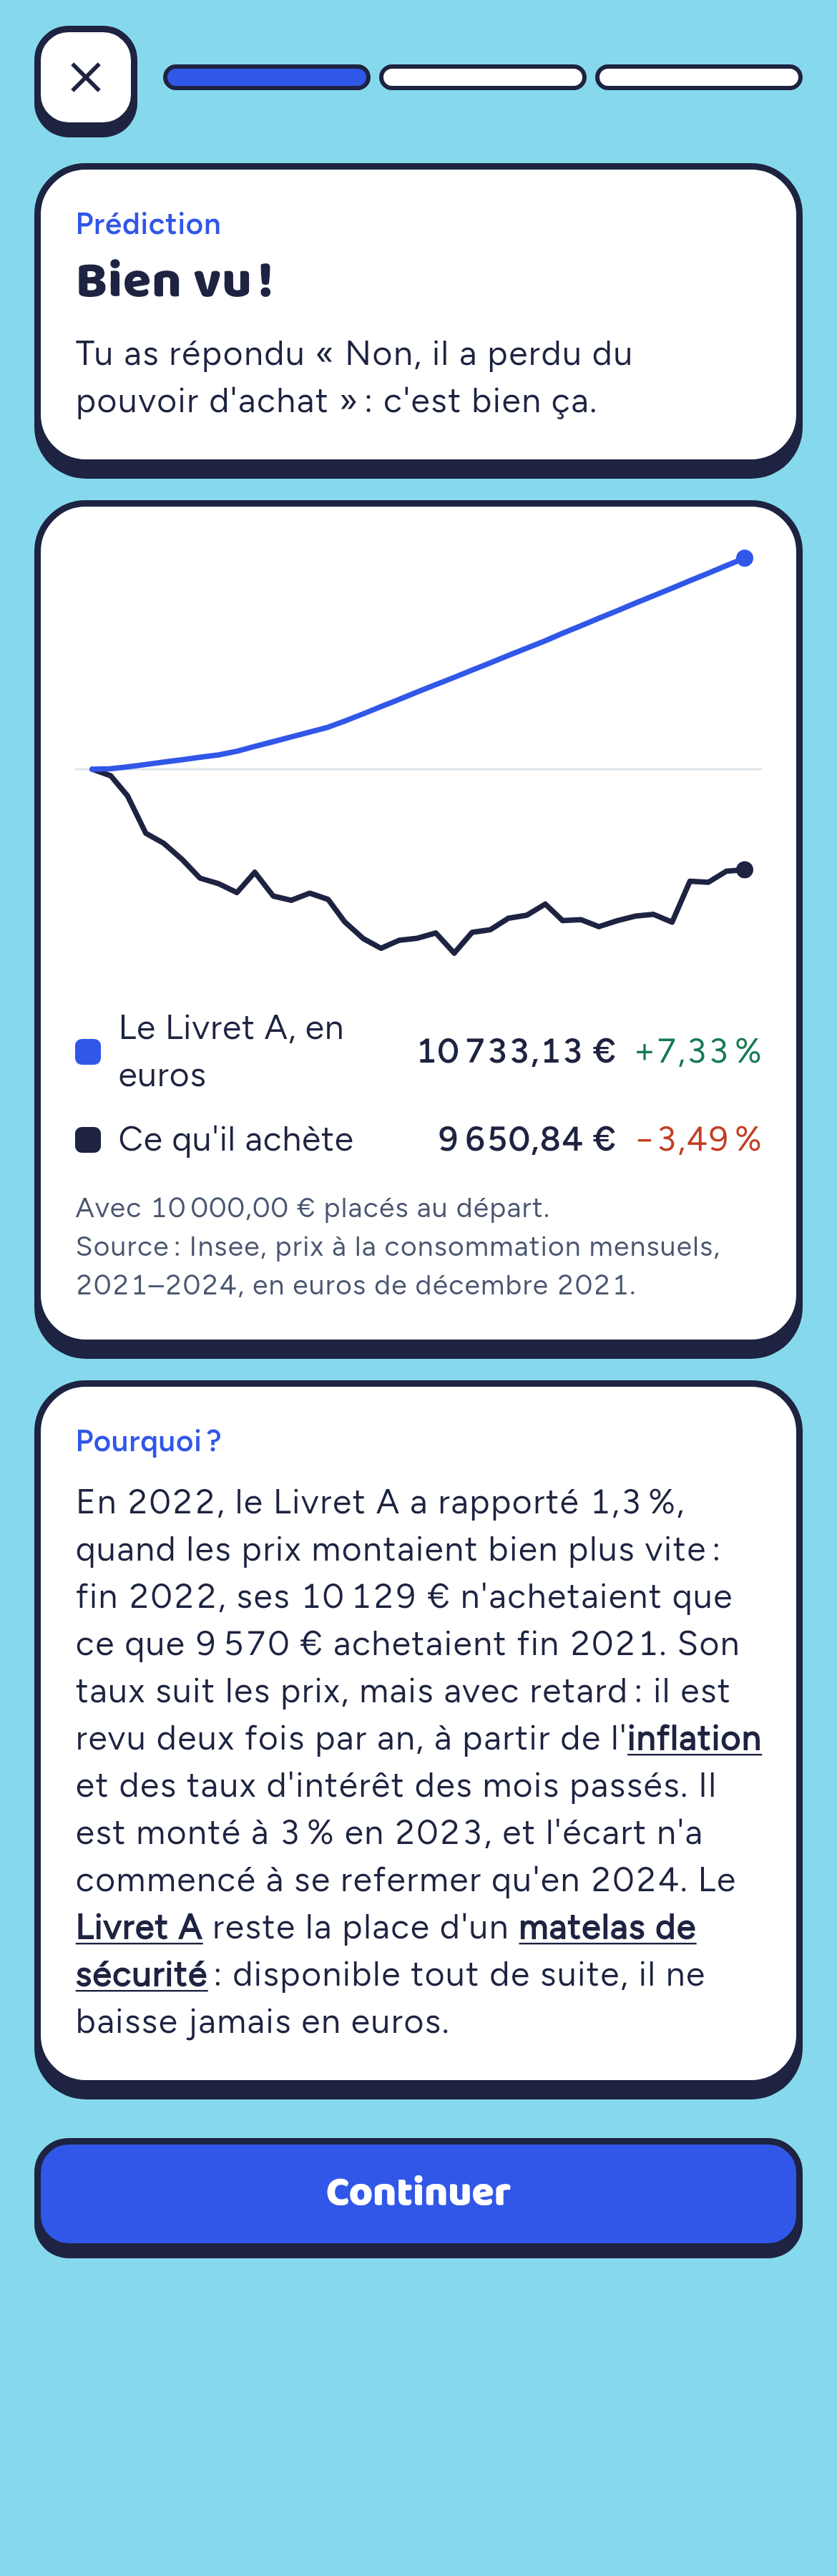 Prédiction
Bien vu !
Tu as répondu « Non, il a perdu du
pouvoir d'achat » : c'est bien ça.
Le Livret A, en
euros
10 733,13 € +7,33 %
Ce qu'il achète 9 650,84 € −3,49 %
Avec 10 000,00 € placés au départ.
Source : Insee, prix à la consommation mensuels,
2021–2024, en euros de décembre 2021.
Pourquoi ?
En 2022, le Livret A a rapporté 1,3 %,
quand les prix montaient bien plus vite :
fin 2022, ses 10 129 € n'achetaient que
ce que 9 570 € achetaient fin 2021. Son
taux suit les prix, mais avec retard : il est
revu deux fois par an, à partir de l'inflation
et des taux d'intérêt des mois passés. Il
est monté à 3 % en 2023, et l'écart n'a
commencé à se refermer qu'en 2024. Le
Livret A reste la place d'un matelas de
sécurité : disponible tout de suite, il ne
baisse jamais en euros.
Continuer